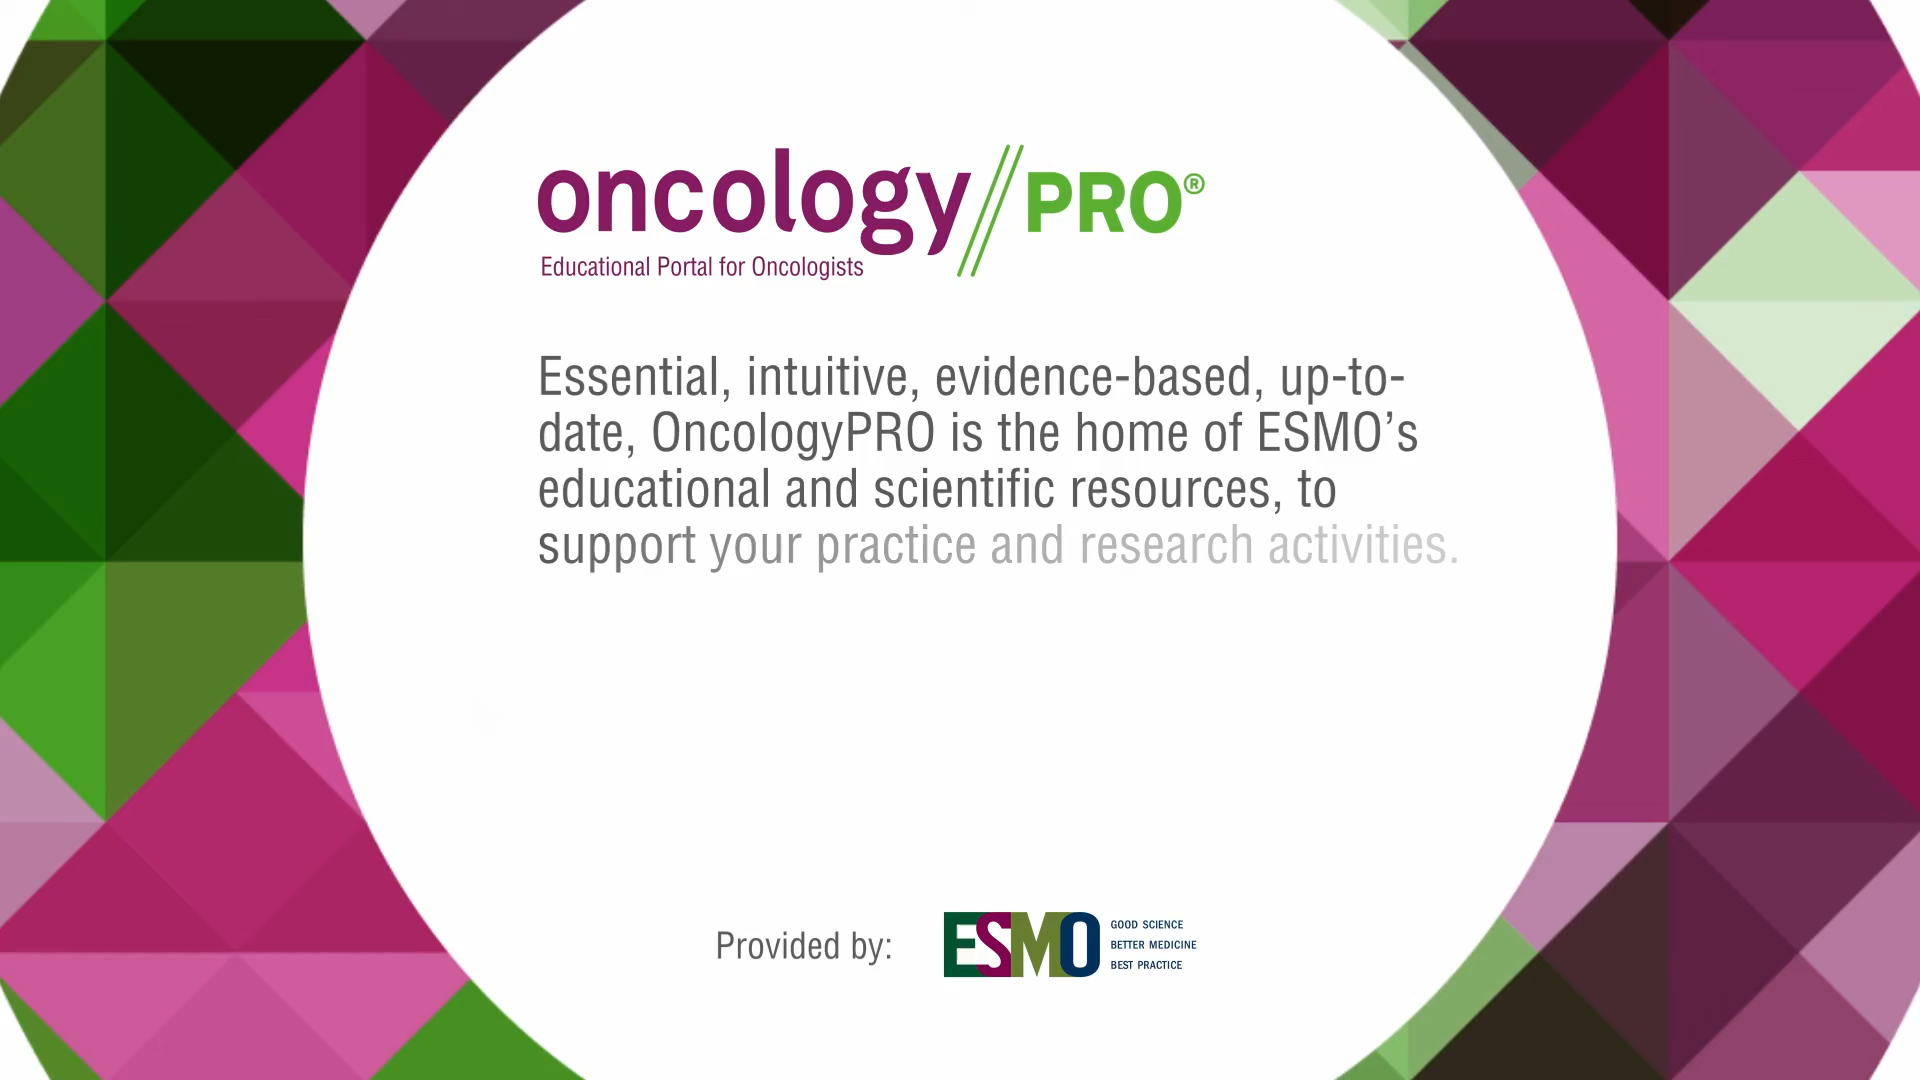 oncology//PRO®
Educational Portal for Oncologists
Essential, intuitive, evidence-based, up-to-
date, OncologyPRO is the home of ESMO’s
educational and scientific resources, to
support your practice and research activities.
Provided by:
ESMO
GOOD SCIENCE
BETTER MEDICINE
BEST PRACTICE